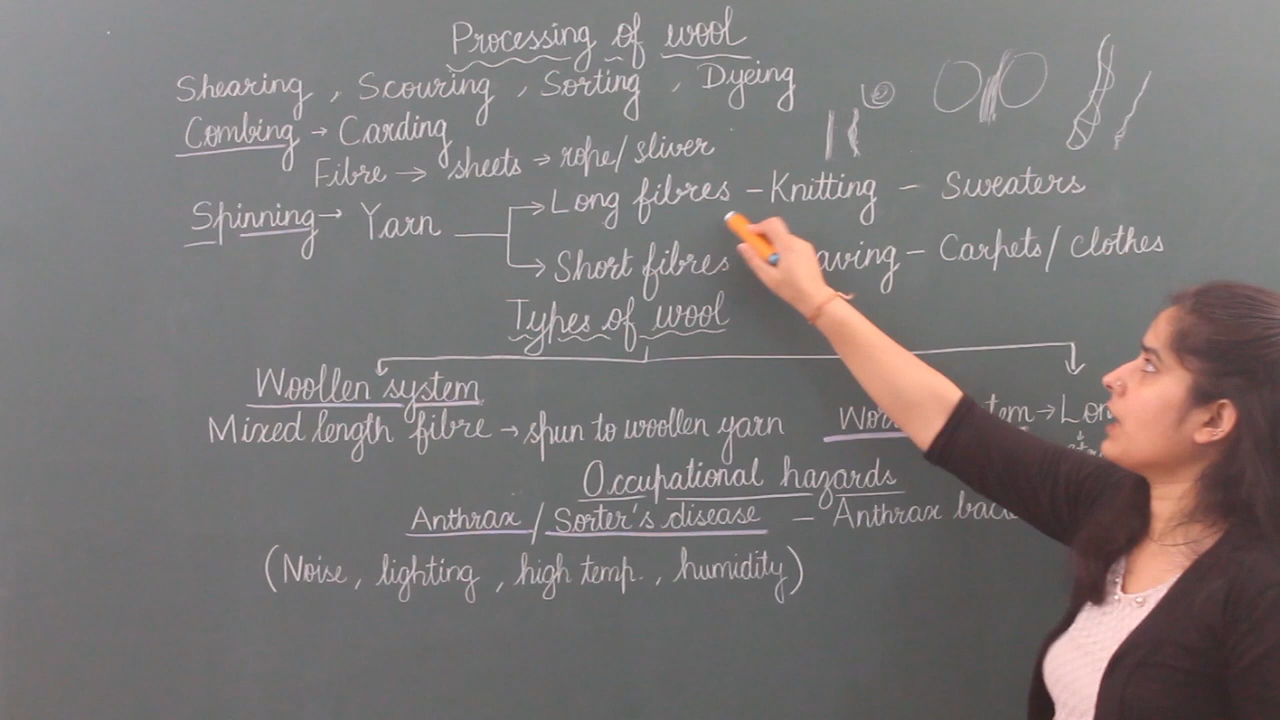 Processing of wool
Shearing, Scouring, Sorting, Dyeing
Combing → Carding
Fibre → sheets → rope/sliver
Spinning → Yarn
Long fibres - Knitting - Sweaters
Short fibres - Carpets/clothes
Types of wool
Woollen system
Mixed length fibre → spun to woollen yarn
Occupational hazards
Anthrax / Sorter's disease - Anthrax
(Noise, lighting, high temp., humidity)